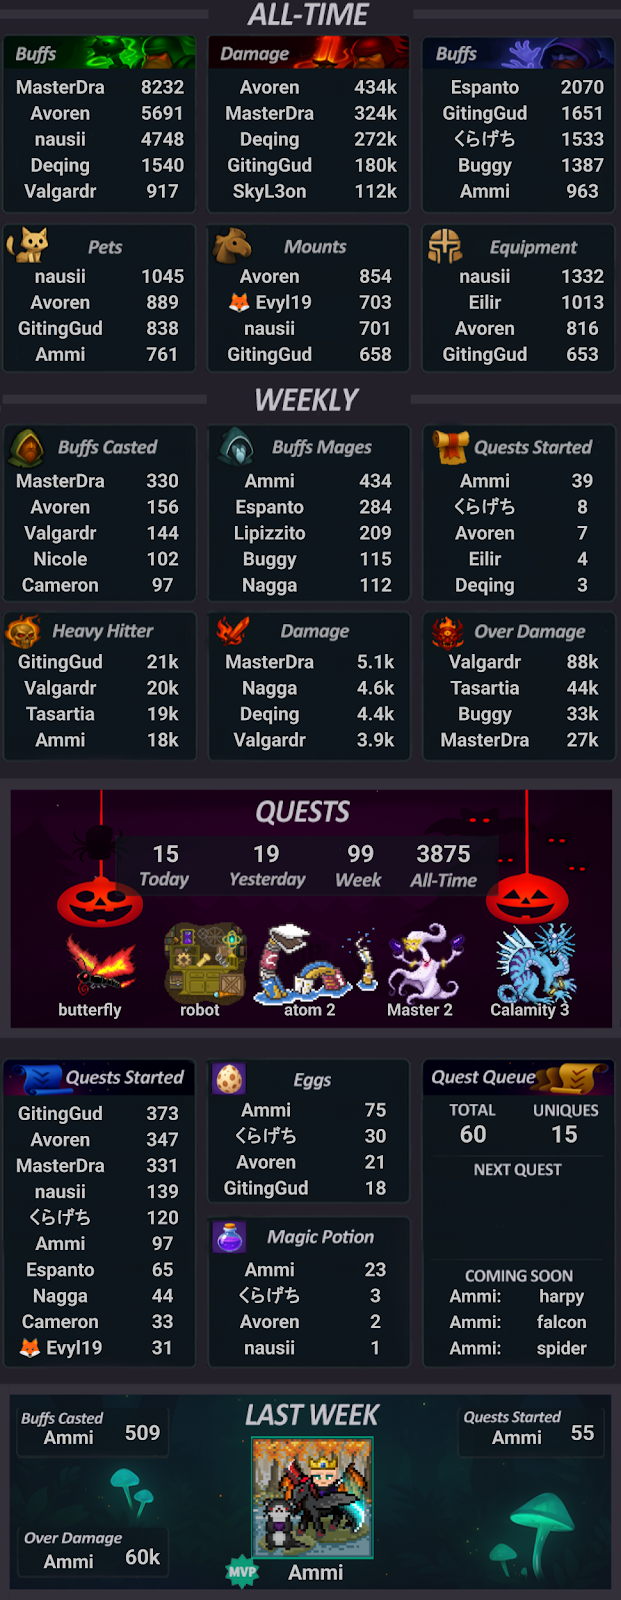 ALL-TIME
Buffs
MasterDra 8232
Avoren 5691
nausii 4748
Deqing 1540
Valgardr 917
Damage
Avoren 434k
MasterDra 324k
Deqing 272k
GitingGud 180k
SkyL3on 112k
Buffs
Espanto 2070
GitingGud 1651
くらげち 1533
Buggy 1387
Ammi 963
Pets
nausii 1045
Avoren 889
GitingGud 838
Ammi 761
Mounts
Avoren 854
🦊 Evyl19 703
nausii 701
GitingGud 658
Equipment
nausii 1332
Eilir 1013
Avoren 816
GitingGud 653
WEEKLY
Buffs Casted
MasterDra 330
Avoren 156
Valgardr 144
Nicole 102
Cameron 97
Buffs Mages
Ammi 434
Espanto 284
Lipizzito 209
Buggy 115
Nagga 112
Quests Started
Ammi 39
くらげち 8
Avoren 7
Eilir 4
Deqing 3
Heavy Hitter
GitingGud 21k
Valgardr 20k
Tasartia 19k
Ammi 18k
Damage
MasterDra 5.1k
Nagga 4.6k
Deqing 4.4k
Valgardr 3.9k
Over Damage
Valgardr 88k
Tasartia 44k
Buggy 33k
MasterDra 27k
QUESTS
15 19 99 3875
Today Yesterday Week All-Time
butterfly robot atom 2 Master 2 Calamity 3
Quests Started
GitingGud 373
Avoren 347
MasterDra 331
nausii 139
くらげち 120
Ammi 97
Espanto 65
Nagga 44
Cameron 33
🦊 Evyl19 31
Eggs
Ammi 75
くらげち 30
Avoren 21
GitingGud 18
Magic Potion
Ammi 23
くらげち 3
Avoren 2
nausii 1
Quest Queue
TOTAL UNIQUES
60 15
NEXT QUEST
COMING SOON
Ammi: harpy
Ammi: falcon
Ammi: spider
LAST WEEK
Buffs Casted
Ammi 509
Quests Started
Ammi 55
Over Damage
Ammi 60k
MVP
Ammi